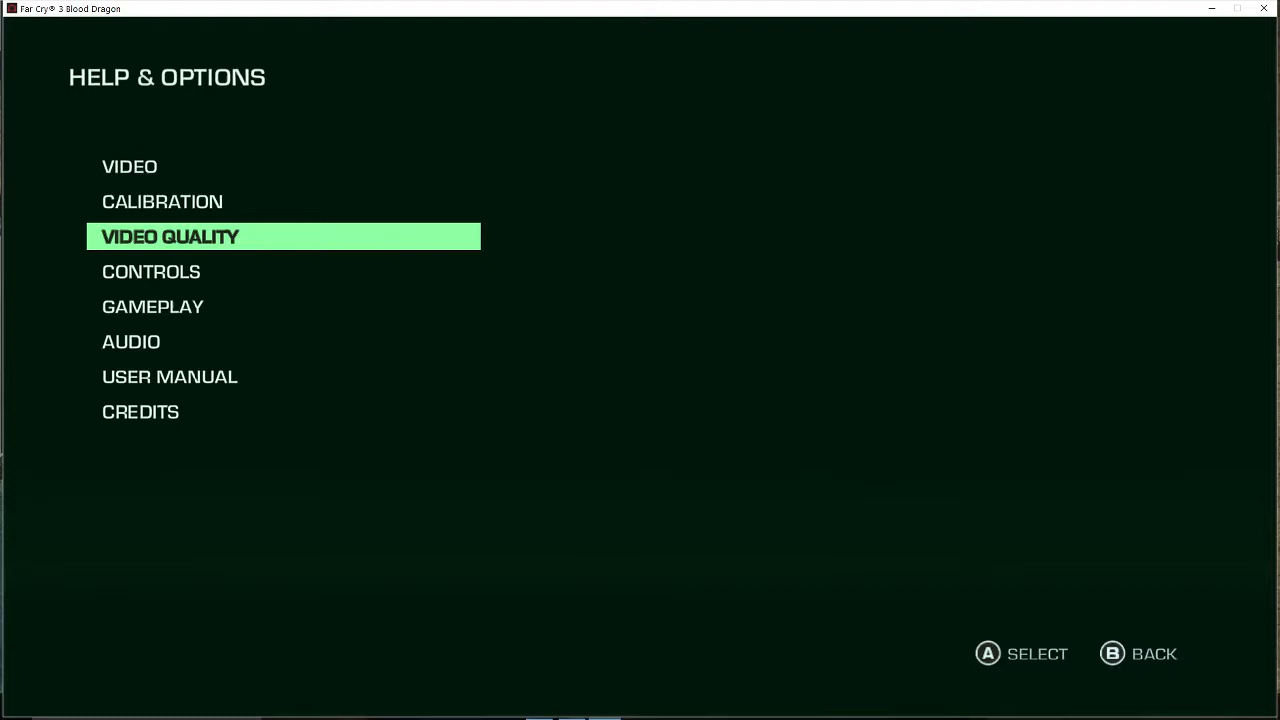 Far Cry® 3 Blood Dragon
HELP & OPTIONS
VIDEO
CALIBRATION
VIDEO QUALITY
CONTROLS
GAMEPLAY
AUDIO
USER MANUAL
CREDITS
A SELECT B BACK